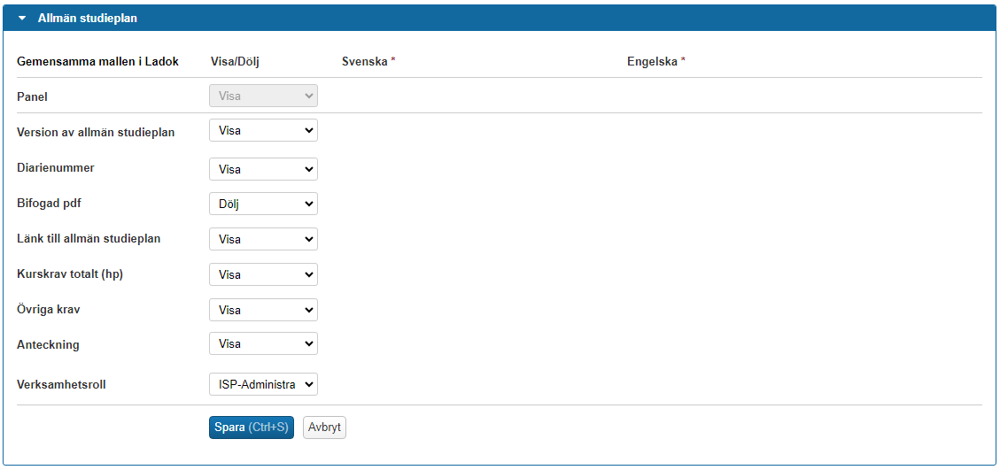 Allmän studieplan
Gemensamma mallen i Ladok Visa/Dölj Svenska * Engelska *
Panel Visa
Version av allmän studieplan Visa
Diarienummer Visa
Bifogad pdf Dölj
Länk till allmän studieplan Visa
Kurskrav totalt (hp) Visa
Övriga krav Visa
Anteckning Visa
Verksamhetsroll ISP-Administra
Spara (Ctrl+S) Avbryt